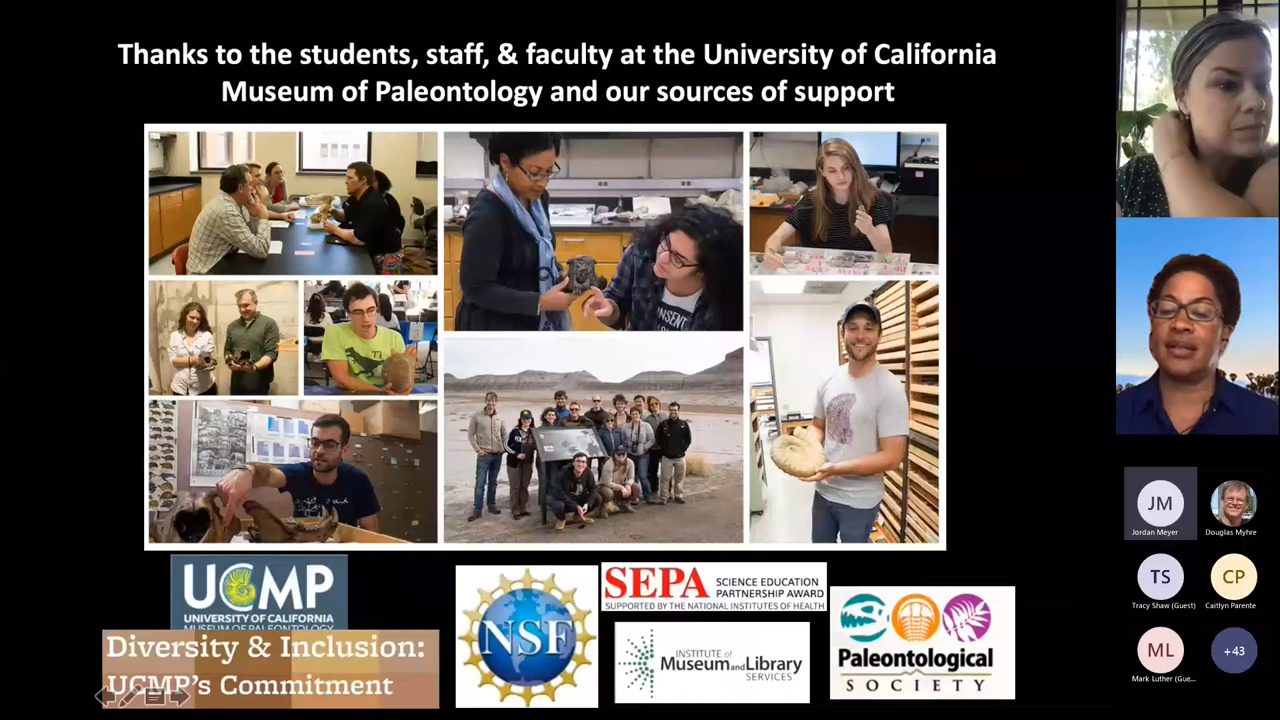 Thanks to the students, staff, & faculty at the University of California
Museum of Paleontology and our sources of support
UCMP
UNIVERSITY OF CALIFORNIA
MUSEUM OF PALEONTOLOGY
Diversity & Inclusion:
UCMP's Commitment
NSF
SEPA
SCIENCE EDUCATION
PARTNERSHIP AWARD
SUPPORTED BY THE NATIONAL INSTITUTES OF HEALTH
INSTITUTE of
Museum and Library
SERVICES
Paleontological
SOCIETY
JM
Jordan Meyer
Douglas Myhre
TS
Tracy Shaw (Guest)
CP
Caitlyn Parente
ML
Mark Luther (Gue...
+43